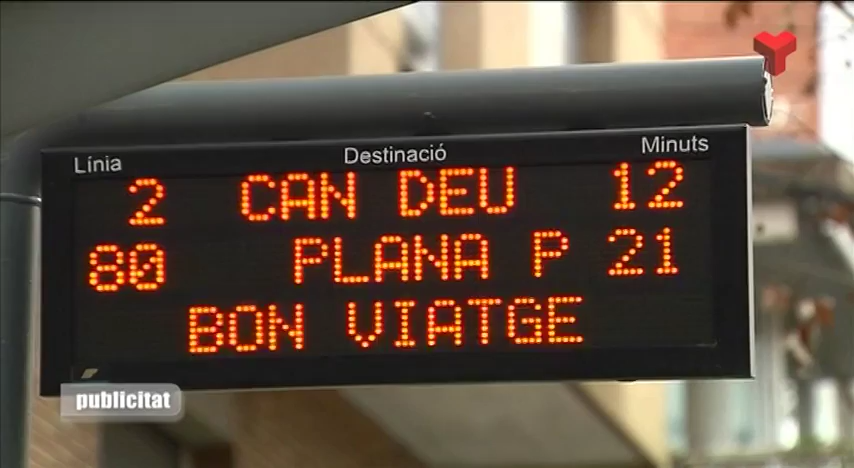 Línia Destinació Minuts
2 CAN DEU 12
80 PLANA P 21
BON VIATGE
publicitat